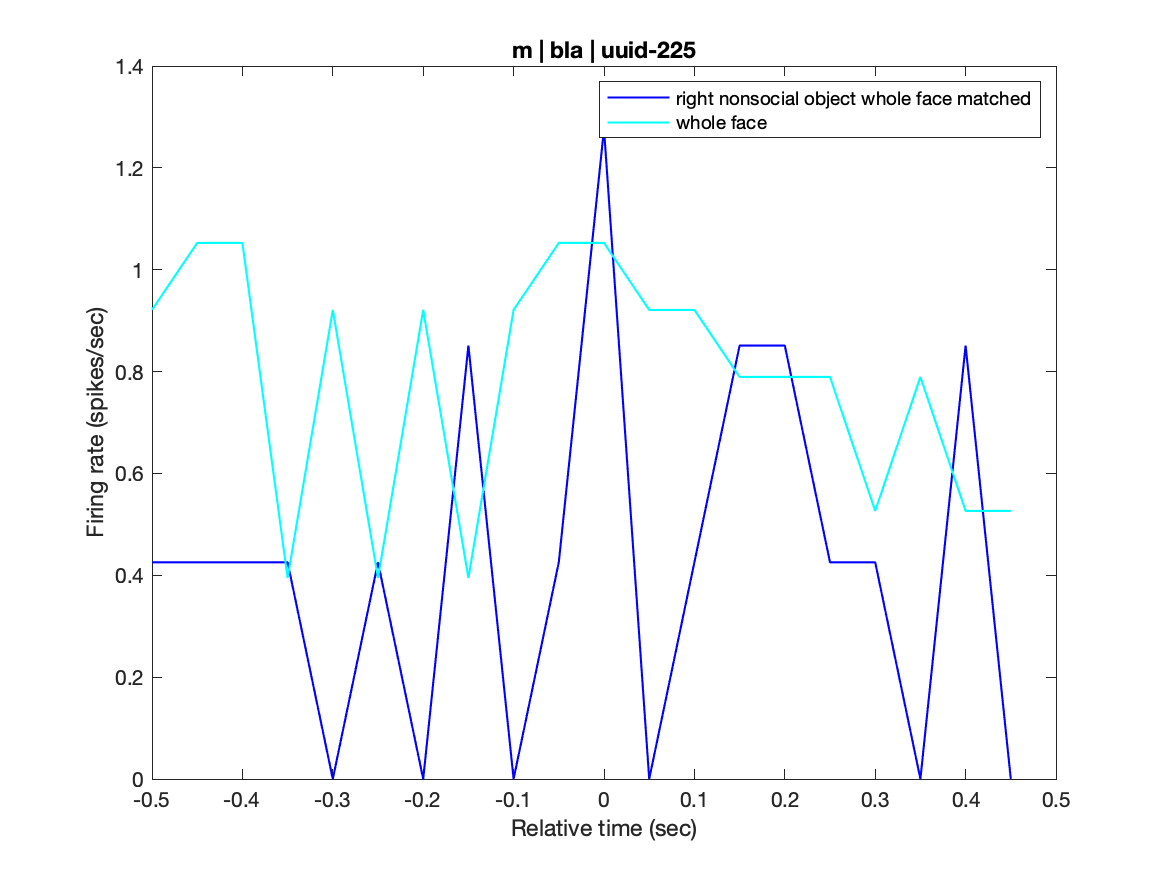 m | bla | uuid-225
right nonsocial object whole face matched
whole face
Firing rate (spikes/sec)
1.4
1.2
1
0.8
0.6
0.4
0.2
0
-0.5 -0.4 -0.3 -0.2 -0.1 0 0.1 0.2 0.3 0.4 0.5
Relative time (sec)